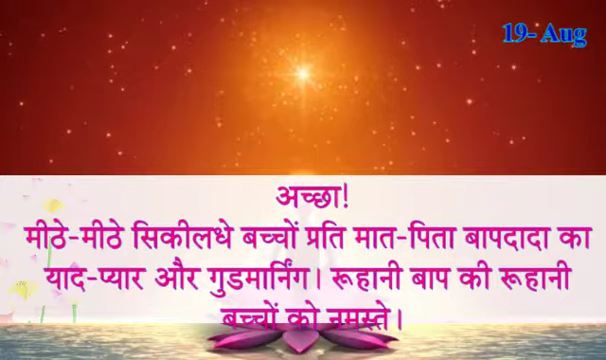 19- Aug
अच्छा!
मीठे-मीठे सिकीलधे बच्चों प्रति मात-पिता बापदादा का
याद-प्यार और गुडमार्निंग। रूहानी बाप की रूहानी
बच्चों को नमस्ते।